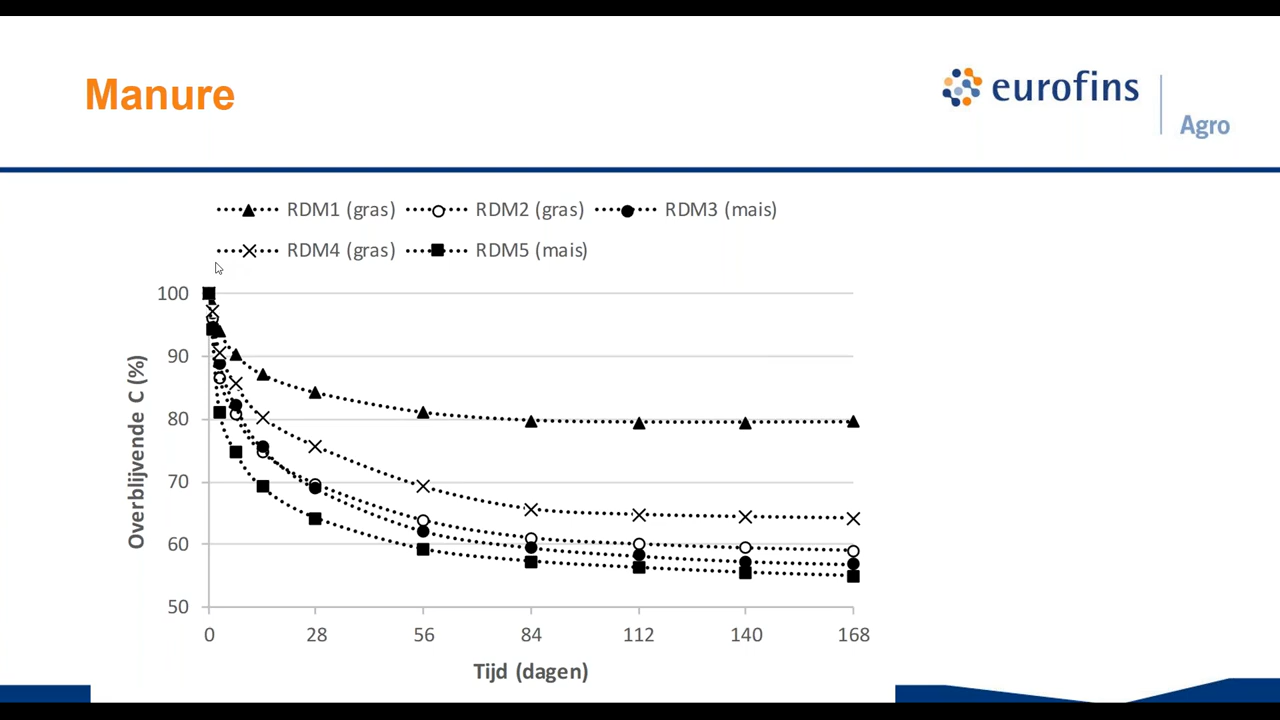 Manure
eurofins
Agro
RDM1 (gras) RDM2 (gras) RDM3 (mais)
RDM4 (gras) RDM5 (mais)
100
90
80
70
60
50
Overblijvende C (%)
0 28 56 84 112 140 168
Tijd (dagen)